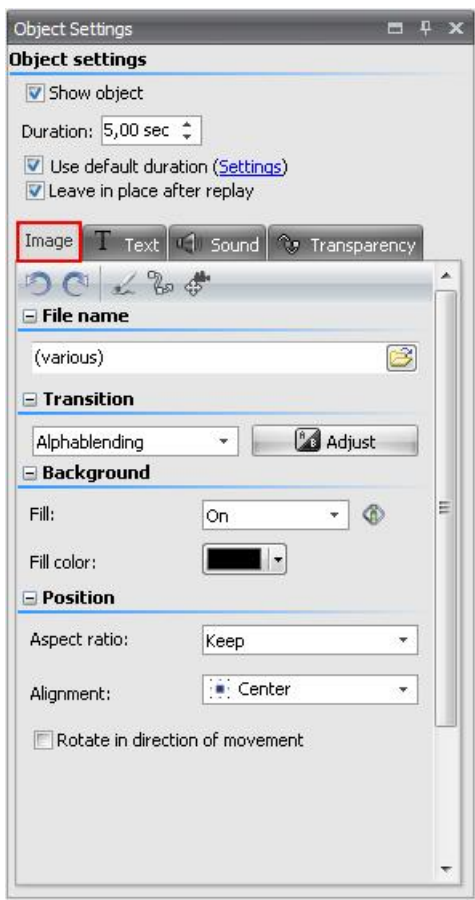 Object Settings
Object settings
Show object
Duration: 5,00 sec
Use default duration (Settings)
Leave in place after replay
Image T Text Sound Transparency
File name
(various)
Transition
Alphablending A/B Adjust
Background
Fill: On
Fill color:
Position
Aspect ratio: Keep
Alignment: Center
Rotate in direction of movement